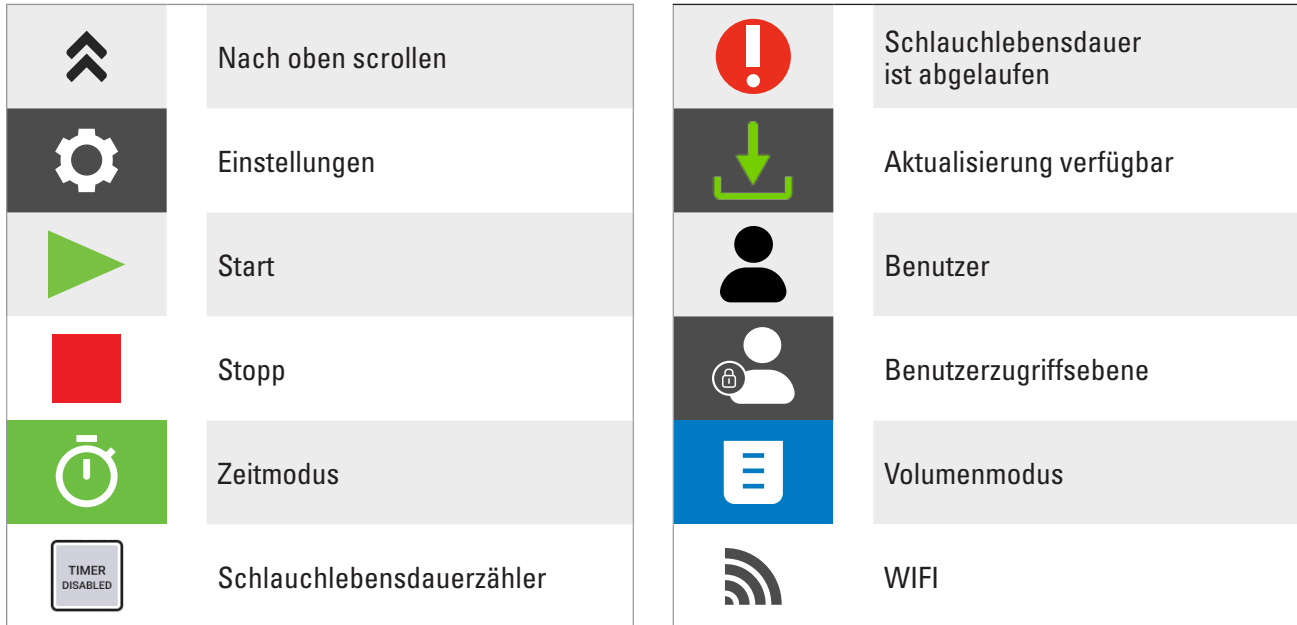 Nach oben scrollen
Einstellungen
Start
Stopp
Zeitmodus
TIMER
DISABLED
Schlauchlebensdauerzähler
Schlauchlebensdauer
ist abgelaufen
Aktualisierung verfügbar
Benutzer
Benutzerzugriffsebene
Volumenmodus
WIFI